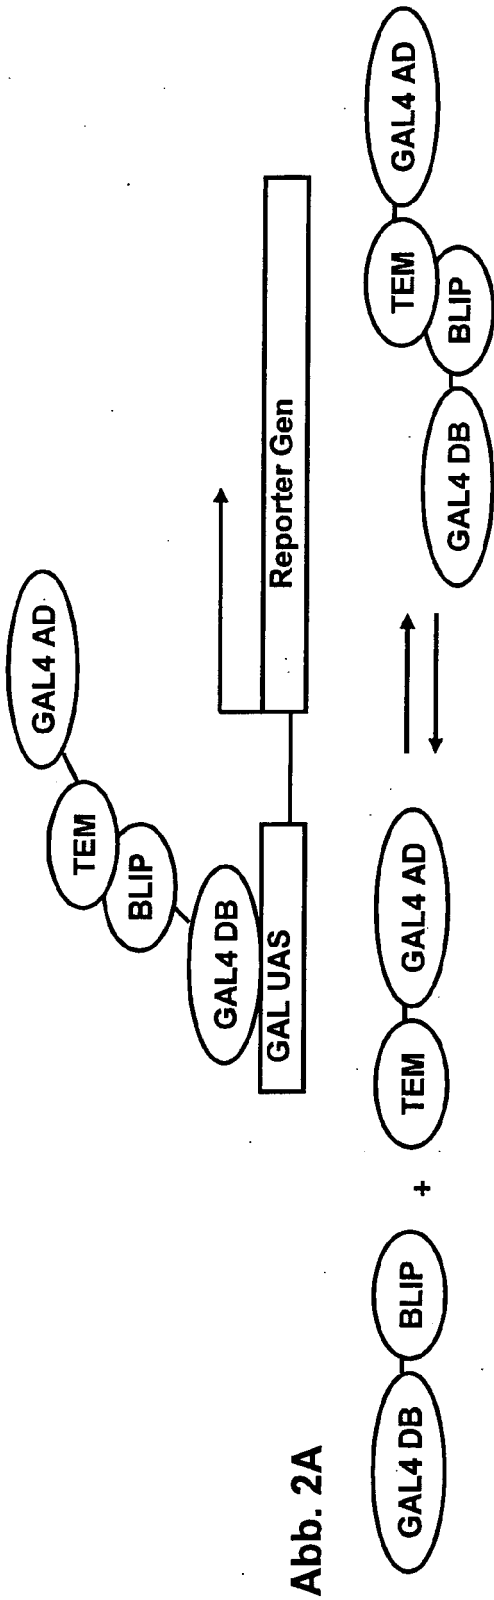 GAL4 AD
TEM
BLIP
GAL4 DB
GAL UAS
Reporter Gen
Abb. 2A
GAL4 DB
BLIP
+
TEM
GAL4 AD
GAL4 DB
BLIP
TEM
GAL4 AD